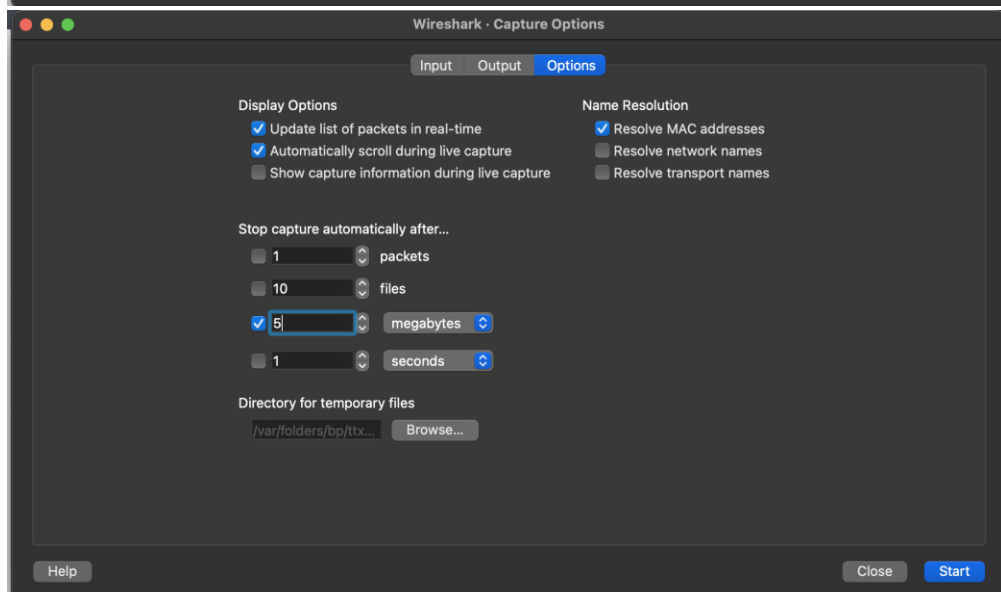 Wireshark · Capture Options
Input Output Options
Display Options
Update list of packets in real-time
Automatically scroll during live capture
Show capture information during live capture
Name Resolution
Resolve MAC addresses
Resolve network names
Resolve transport names
Stop capture automatically after...
1 packets
10 files
5 megabytes
1 seconds
Directory for temporary files
/var/folders/bp/ttx... Browse...
Help Close Start